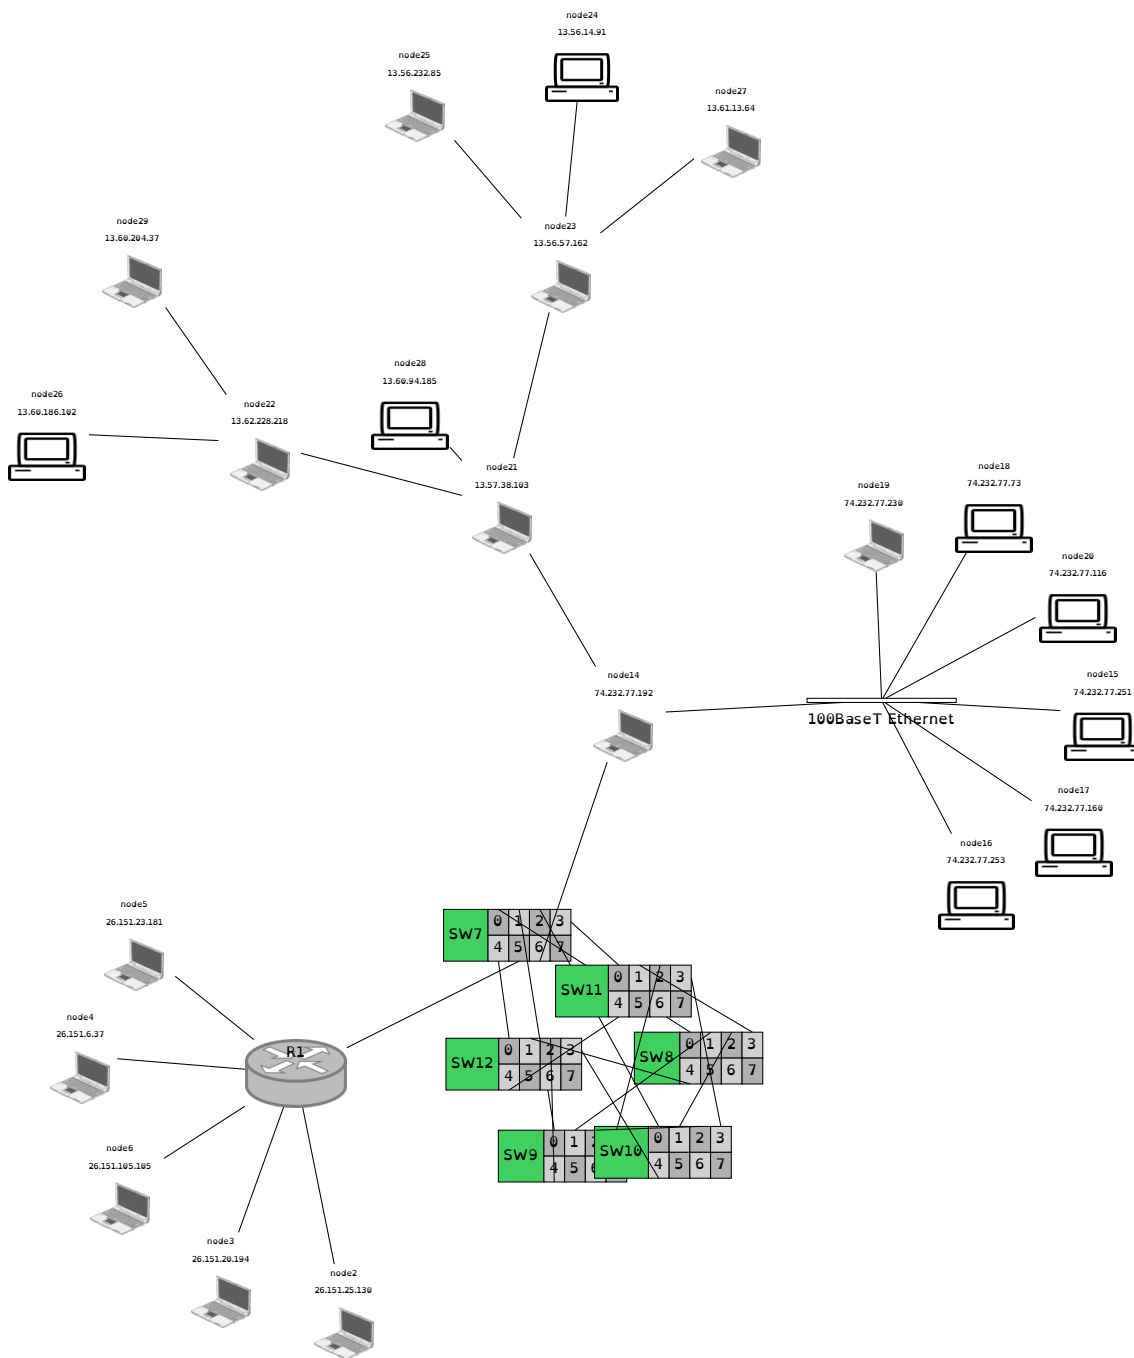 node24
13.56.14.91
node25
13.56.232.85
node27
13.61.13.64
node29
13.60.204.37
node23
13.56.57.162
node28
13.60.94.185
node26
13.60.186.102
node22
13.62.228.218
node21
13.57.38.103
node18
74.232.77.73
node19
74.232.77.230
node20
74.232.77.116
node14
74.232.77.192
node15
74.232.77.251
100BaseT Ethernet
node17
74.232.77.160
node16
74.232.77.253
node5
26.151.23.181
SW7 0 1 2 3
4 5 6 7
SW11 0 1 2 3
4 5 6 7
node4
26.151.6.37
R1
SW12 0 1 2 3
4 5 6 7
SW8 0 1 2 3
4 5 6 7
node6
26.151.105.105
SW9 0 1 2
4 5 6
SW10 0 1 2 3
4 5 6 7
node3
26.151.20.194
node2
26.151.25.130